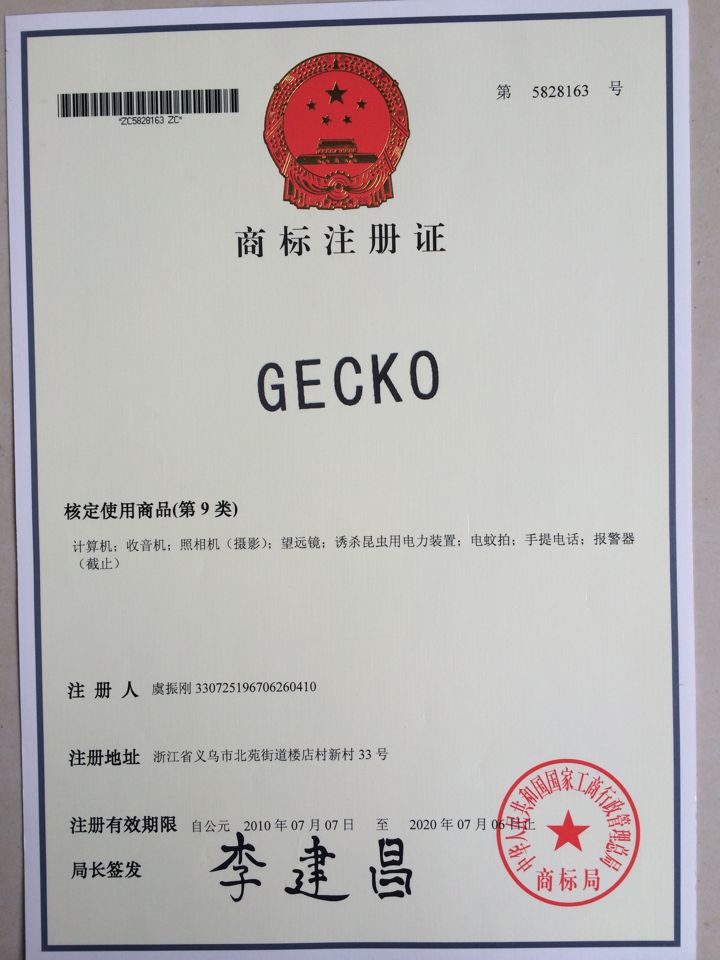 第 5828163 号
*ZC5828163 ZC*
商标注册证
GECKO
核定使用商品(第 9 类)
计算机；收音机；照相机（摄影）；望远镜；诱杀昆虫用电力装置；电蚊拍；手提电话；报警器
（截止）
注册人 虞振刚 330725196706260410
注册地址 浙江省义乌市北苑街道楼店村新村 33 号
注册有效期限 自公元 2010 年 07 月 07 日 至 2020 年 07 月 06 日止
局长签发 李建昌
中华人民共和国国家工商行政管理总局
商标局